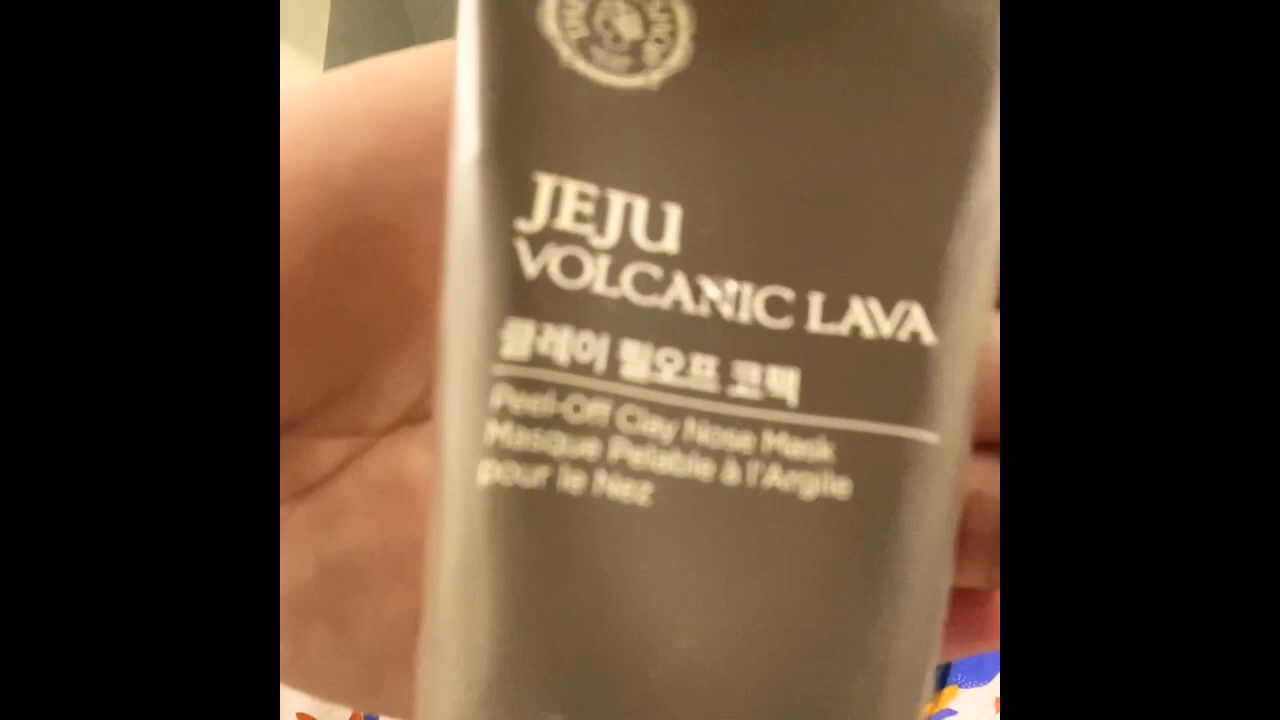 JEJU
VOLCANIC LAVA
클레이 필오프 코팩
Peel-Off Clay Nose Mask
Masque Pelable à l'Argile
pour le Nez